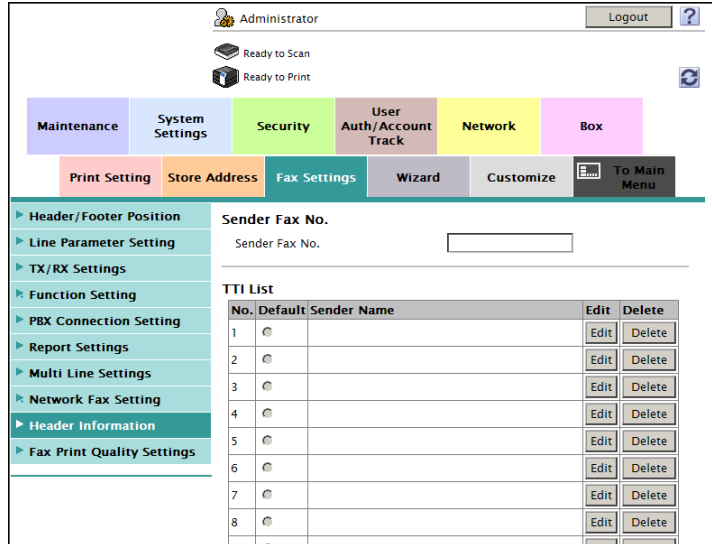 Administrator
Logout
?
Ready to Scan
Ready to Print
Maintenance
System Settings
Security
User Auth/Account Track
Network
Box
Print Setting
Store Address
Fax Settings
Wizard
Customize
To Main Menu
Header/Footer Position
Line Parameter Setting
TX/RX Settings
Function Setting
PBX Connection Setting
Report Settings
Multi Line Settings
Network Fax Setting
Header Information
Fax Print Quality Settings
Sender Fax No.
Sender Fax No.
TTI List
No. Default Sender Name Edit Delete
1 Edit Delete
2 Edit Delete
3 Edit Delete
4 Edit Delete
5 Edit Delete
6 Edit Delete
7 Edit Delete
8 Edit Delete